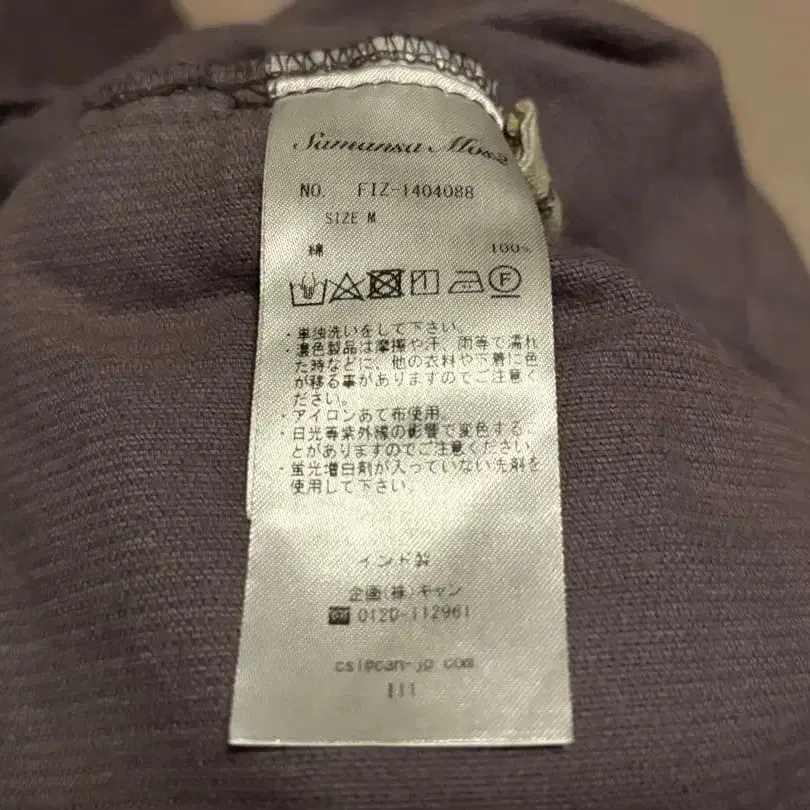 Samansa Mos2
NO. FIZ-1404088
SIZE M
綿 100%
F
・単独洗いをして下さい。
・濃色製品は摩擦や汗、雨等で濡れ
た時などに、他の衣料や下着に色
が移る事がありますのでご注意く
ださい。
・アイロンあて布使用
・日光等紫外線の影響で変色するこ
とがありますのでご注意ください
・蛍光増白剤が入っていない洗剤を
使用して下さい。
インド製
企画(株)キャン
0120-112961
cs@can-jp.com